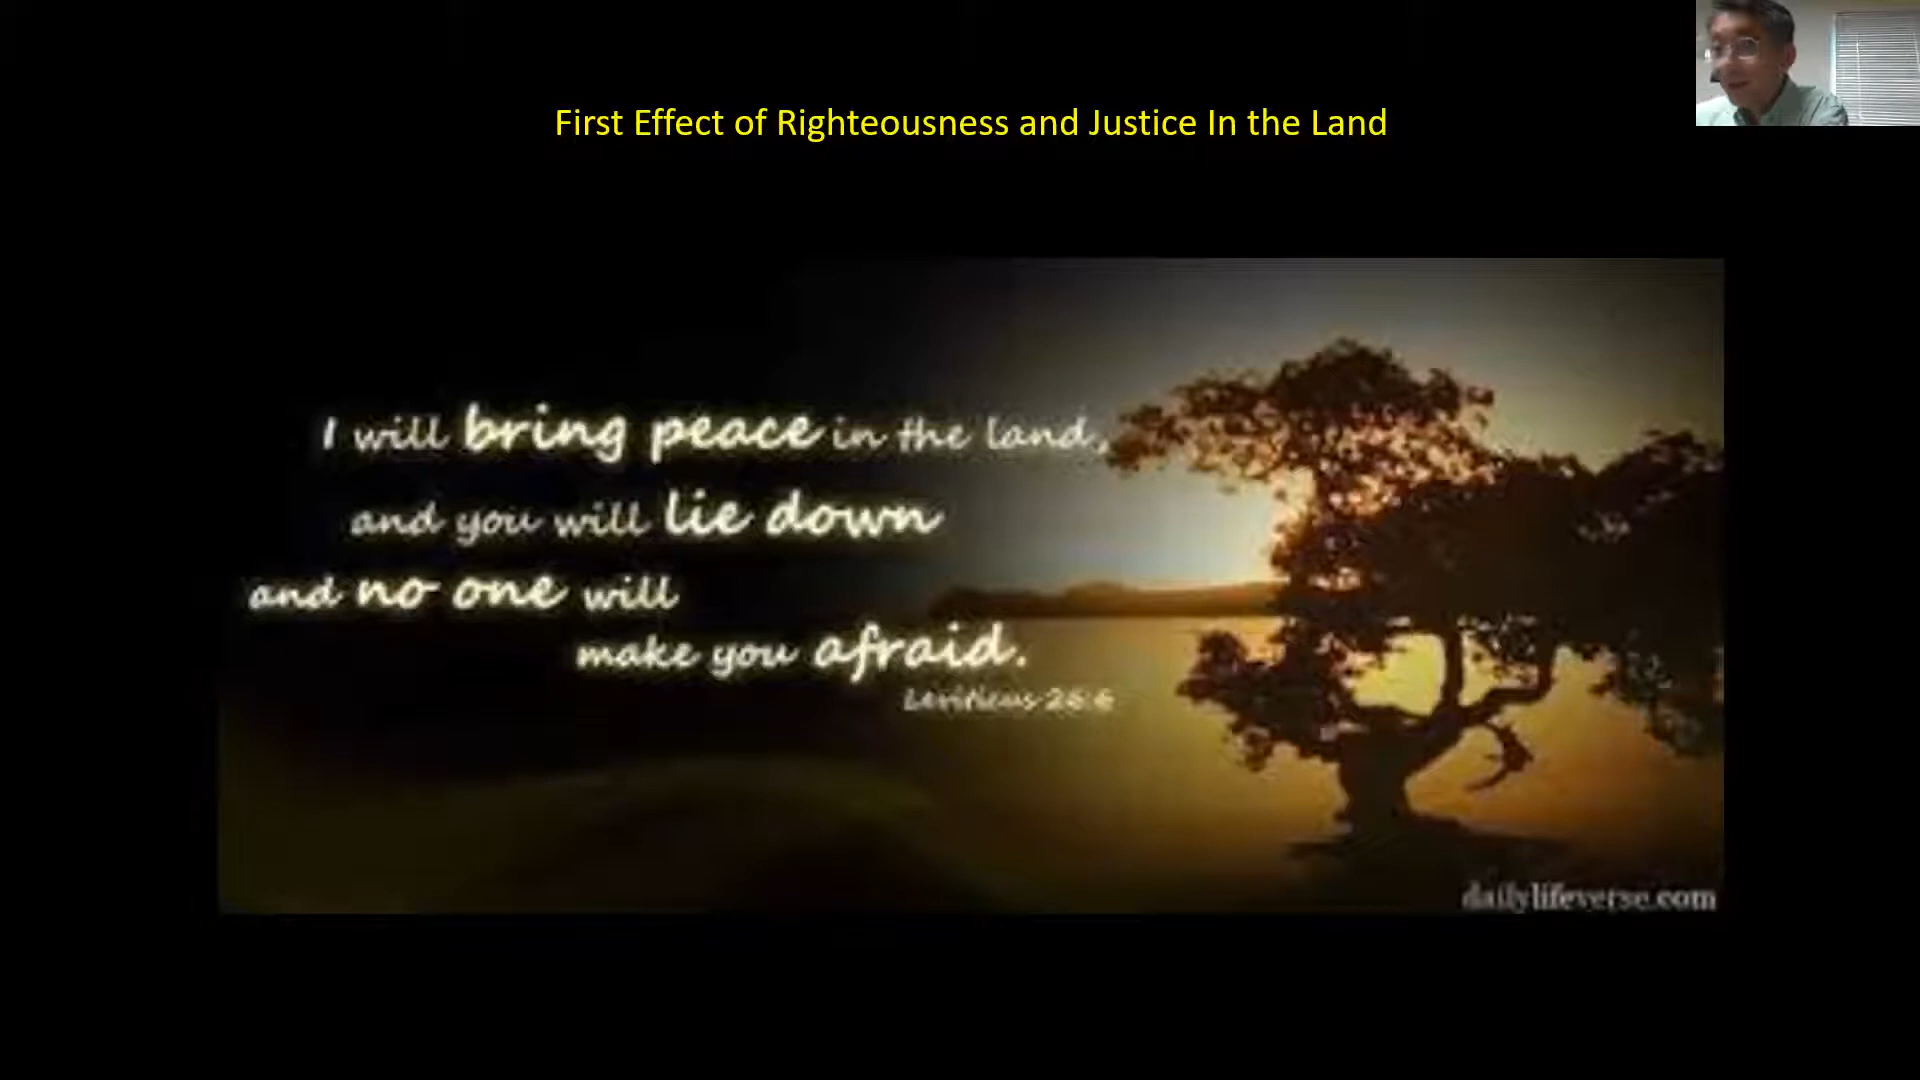 First Effect of Righteousness and Justice In the Land
I will bring peace in the land,
and you will lie down
and no one will
make you afraid.
Leviticus 26:6
dailylifeverse.com